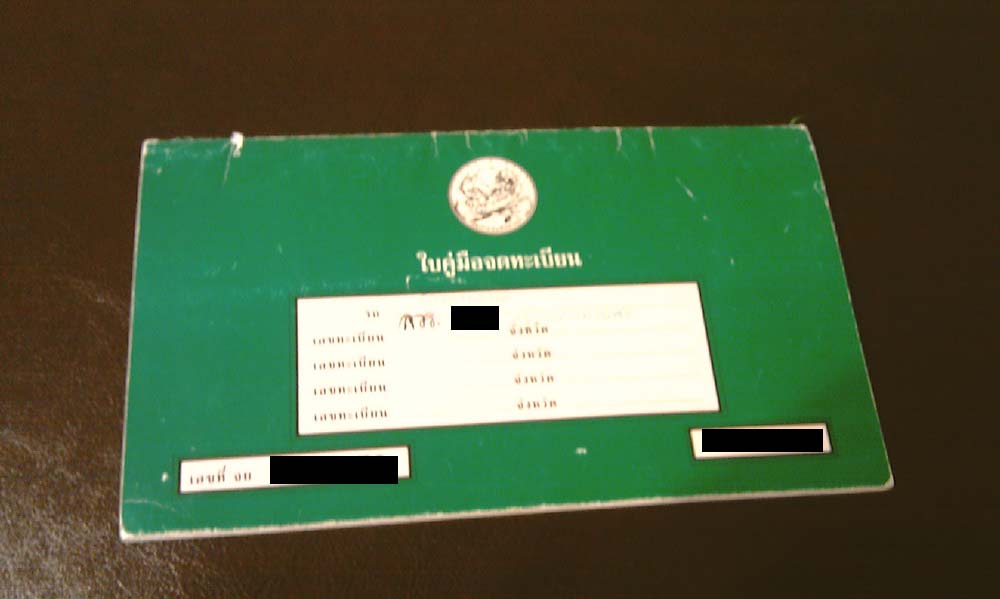 ใบคู่มือจดทะเบียน
รถ
เลขทะเบียน จังหวัด
เลขทะเบียน จังหวัด
เลขทะเบียน จังหวัด
เลขทะเบียน จังหวัด
เลขที่ จย